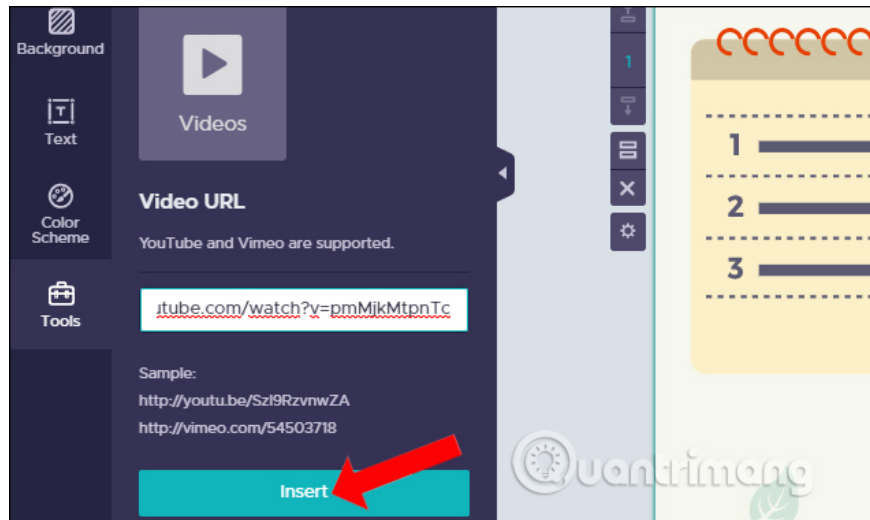 Background
Text
Color
Scheme
Tools
Videos
Video URL
YouTube and Vimeo are supported.
utube.com/watch?v=pmMjkMtpnTc
Sample:
http://youtu.be/SzI9RzvnwZA
http://vimeo.com/54503718
Insert
1
1
2
3
Quantrimang